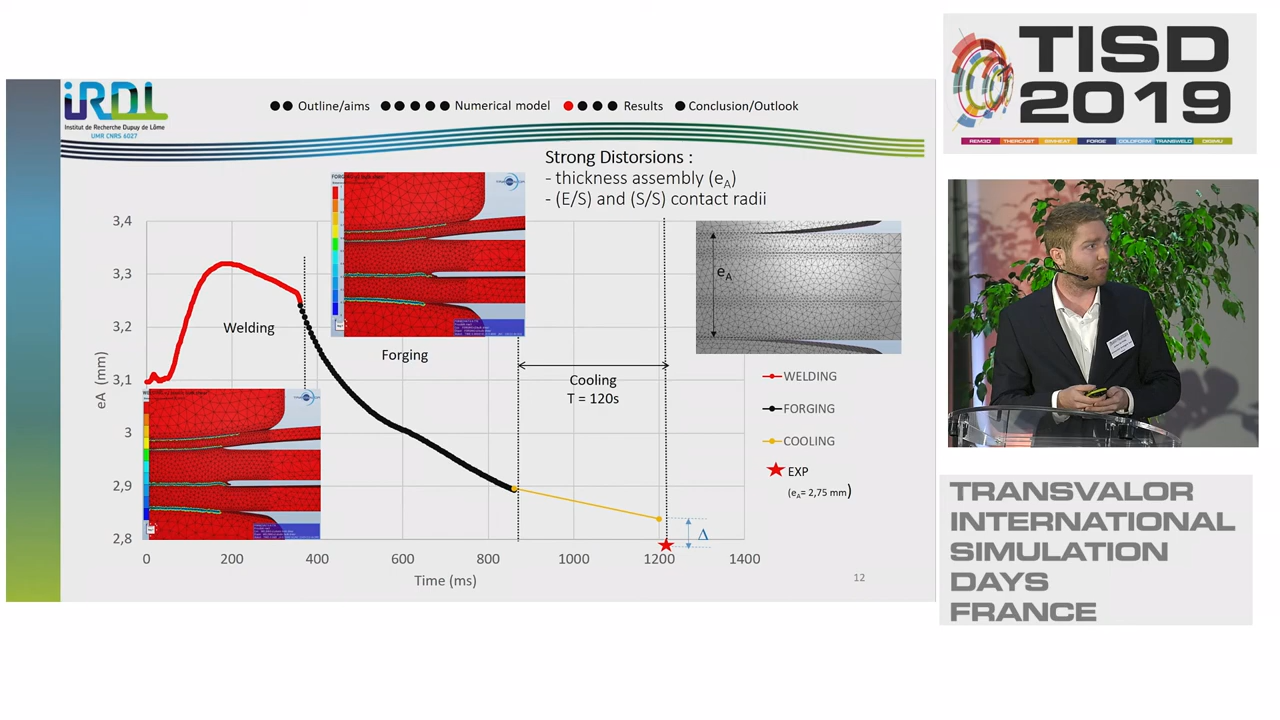 TISD
2019
REM3D THERCAST SIMHEAT FORGE COLDFORM TRANSWELD DIGIMU
iRDL
Institut de Recherche Dupuy de Lôme
UMR CNRS 6027
Outline/aims Numerical model Results Conclusion/Outlook
Strong Distorsions :
- thickness assembly (eA)
- (E/S) and (S/S) contact radii
3,4
3,3
3,2
3,1
3
2,9
2,8
eA (mm)
Welding
Forging
Cooling
T = 120s
eA
WELDING
FORGING
COOLING
EXP
(eA= 2,75 mm)
Δ
0 200 400 600 800 1000 1200 1400
Time (ms)
12
TRANSVALOR
INTERNATIONAL
SIMULATION
DAYS
FRANCE